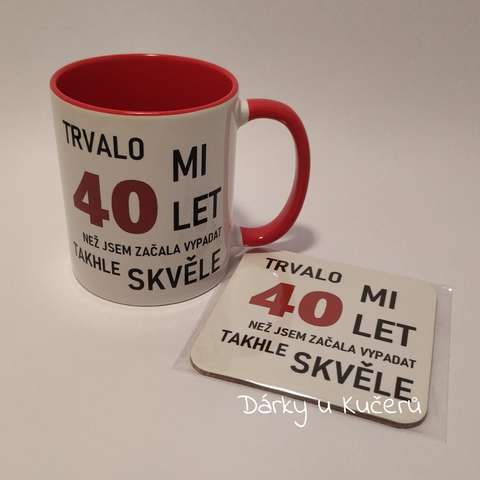 TRVALO MI
40 LET
NEŽ JSEM ZAČALA VYPADAT
TAKHLE SKVĚLE
TRVALO MI
40 LET
NEŽ JSEM ZAČALA VYPADAT
TAKHLE SKVĚLE
Dárky u Kučerů